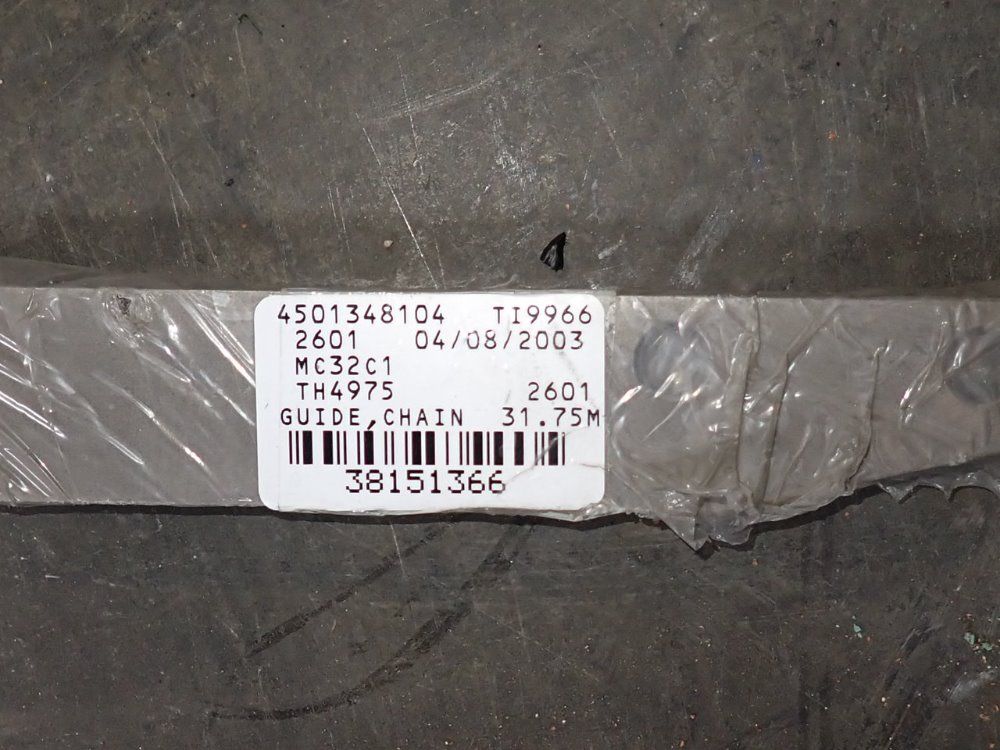 4501348104 TI9966
2601 04/08/2003
MC32C1
TH4975 2601
GUIDE,CHAIN 31.75M
38151366